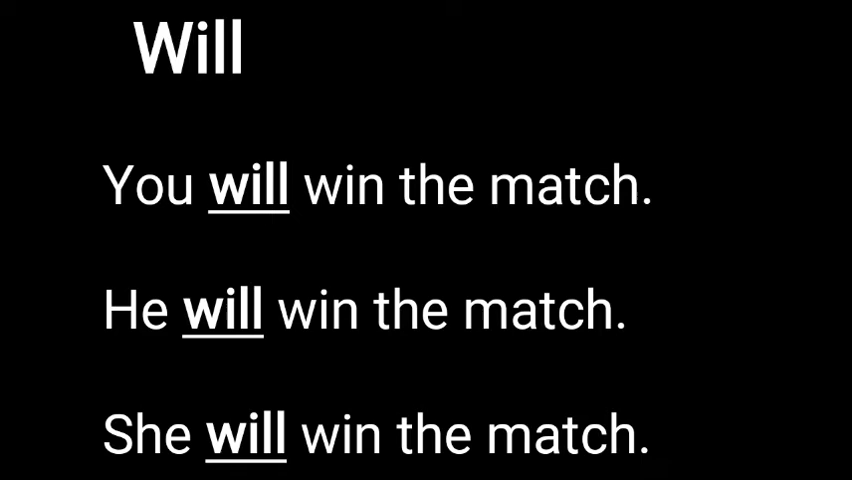 Will
You will win the match.
He will win the match.
She will win the match.